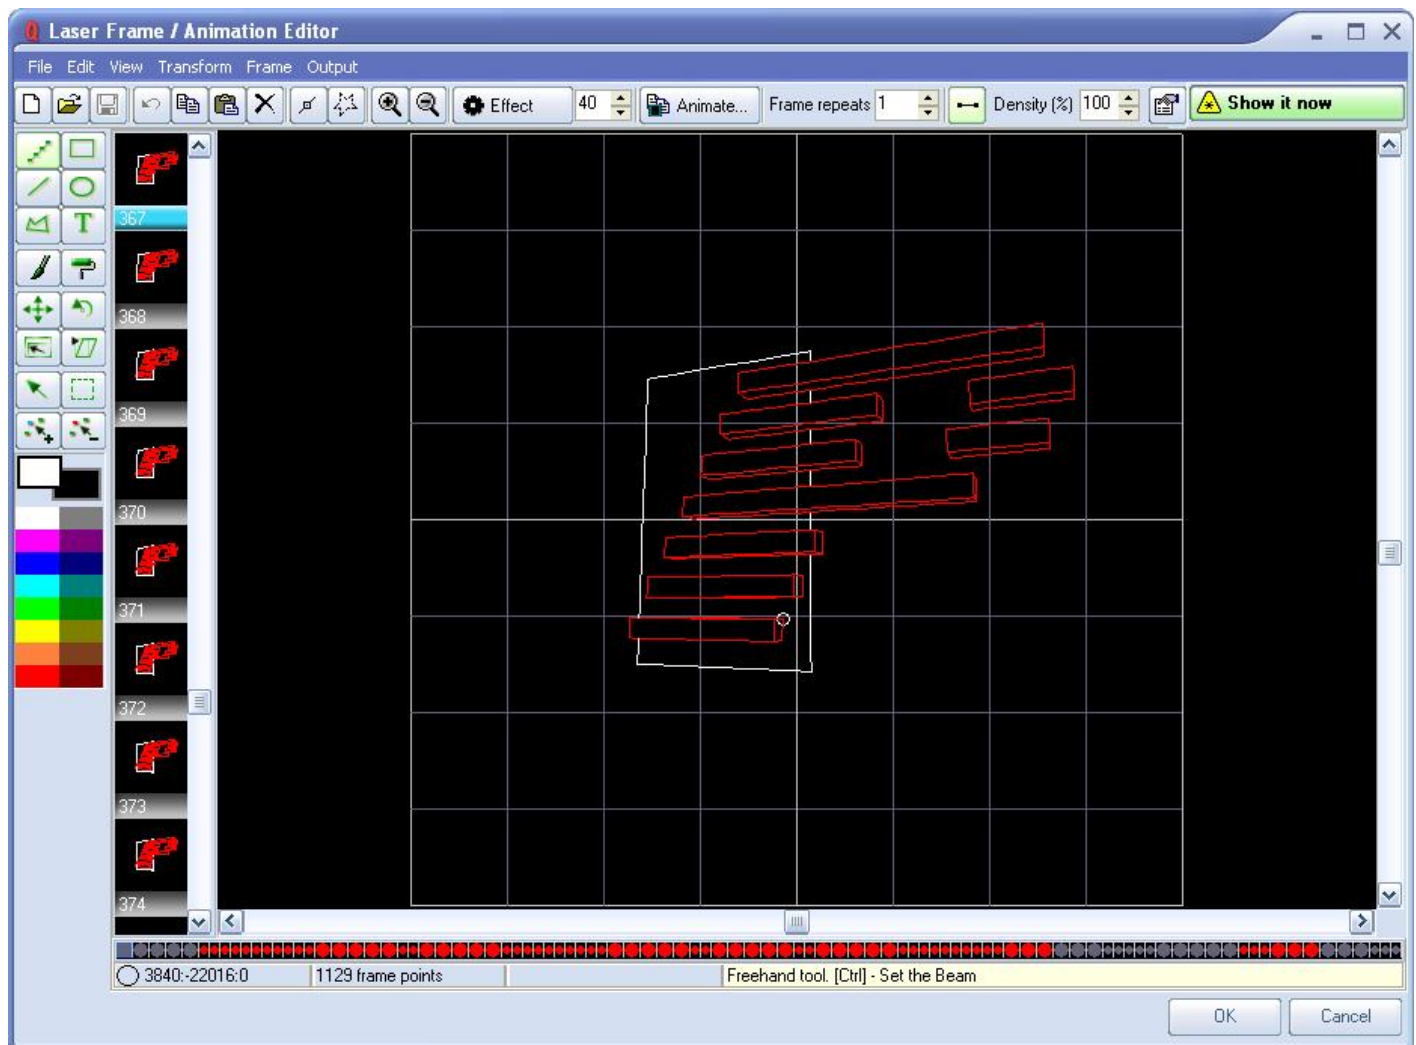 Laser Frame / Animation Editor
File Edit View Transform Frame Output
Effect 40 Animate... Frame repeats 1 Density (%) 100 Show it now
T
367
368
369
370
371
372
373
374
3840:-22016:0 1129 frame points Freehand tool. [Ctrl] - Set the Beam
OK Cancel